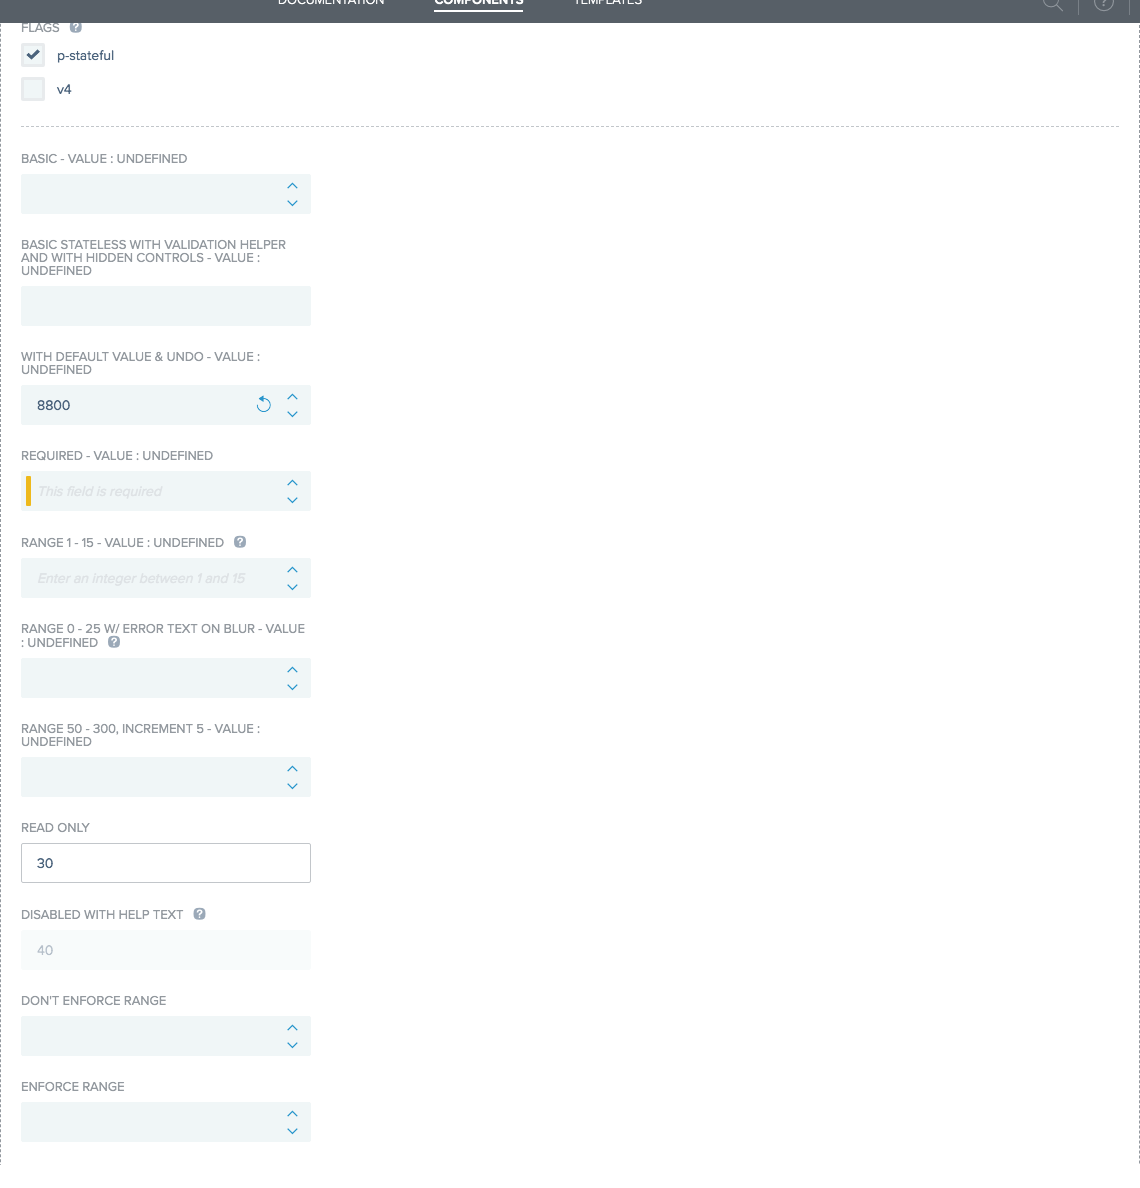 DOCUMENTATION COMPONENTS TEMPLATES
FLAGS ?
p-stateful
v4
BASIC - VALUE : UNDEFINED
BASIC STATELESS WITH VALIDATION HELPER
AND WITH HIDDEN CONTROLS - VALUE :
UNDEFINED
WITH DEFAULT VALUE & UNDO - VALUE :
UNDEFINED
8800
REQUIRED - VALUE : UNDEFINED
This field is required
RANGE 1 - 15 - VALUE : UNDEFINED ?
Enter an integer between 1 and 15
RANGE 0 - 25 W/ ERROR TEXT ON BLUR - VALUE
: UNDEFINED ?
RANGE 50 - 300, INCREMENT 5 - VALUE :
UNDEFINED
READ ONLY
30
DISABLED WITH HELP TEXT ?
40
DON'T ENFORCE RANGE
ENFORCE RANGE